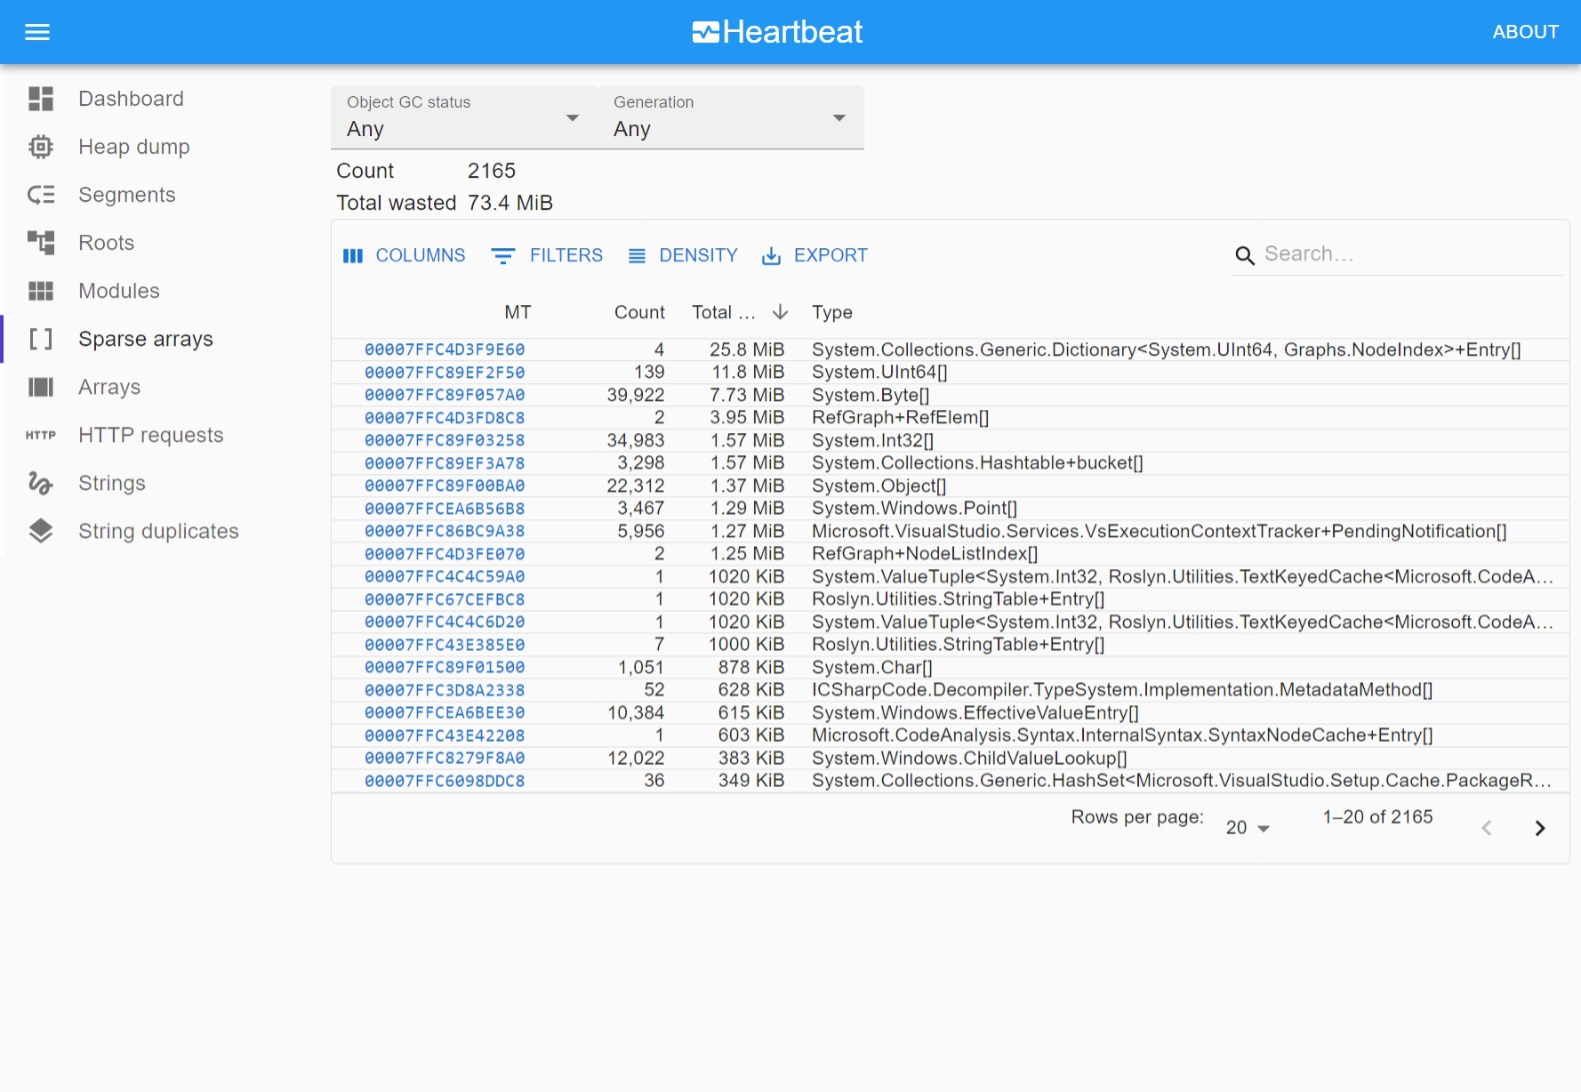 Heartbeat
ABOUT
Dashboard
Heap dump
Segments
Roots
Modules
Sparse arrays
Arrays
HTTP HTTP requests
Strings
String duplicates
Object GC status
Any
Generation
Any
Count 2165
Total wasted 73.4 MiB
COLUMNS FILTERS DENSITY EXPORT Search…
MT Count Total ... Type
00007FFC4D3F9E60 4 25.8 MiB System.Collections.Generic.Dictionary<System.UInt64, Graphs.NodeIndex>+Entry[]
00007FFC89EF2F50 139 11.8 MiB System.UInt64[]
00007FFC89F057A0 39,922 7.73 MiB System.Byte[]
00007FFC4D3FD8C8 2 3.95 MiB RefGraph+RefElem[]
00007FFC89F03258 34,983 1.57 MiB System.Int32[]
00007FFC89EF3A78 3,298 1.57 MiB System.Collections.Hashtable+bucket[]
00007FFC89F00BA0 22,312 1.37 MiB System.Object[]
00007FFCEA6B56B8 3,467 1.29 MiB System.Windows.Point[]
00007FFC86BC9A38 5,956 1.27 MiB Microsoft.VisualStudio.Services.VsExecutionContextTracker+PendingNotification[]
00007FFC4D3FE070 2 1.25 MiB RefGraph+NodeListIndex[]
00007FFC4C4C59A0 1 1020 KiB System.ValueTuple<System.Int32, Roslyn.Utilities.TextKeyedCache<Microsoft.CodeA...
00007FFC67CEFBC8 1 1020 KiB Roslyn.Utilities.StringTable+Entry[]
00007FFC4C4C6D20 1 1020 KiB System.ValueTuple<System.Int32, Roslyn.Utilities.TextKeyedCache<Microsoft.CodeA...
00007FFC43E385E0 7 1000 KiB Roslyn.Utilities.StringTable+Entry[]
00007FFC89F01500 1,051 878 KiB System.Char[]
00007FFC3D8A2338 52 628 KiB ICSharpCode.Decompiler.TypeSystem.Implementation.MetadataMethod[]
00007FFCEA6BEE30 10,384 615 KiB System.Windows.EffectiveValueEntry[]
00007FFC43E42208 1 603 KiB Microsoft.CodeAnalysis.Syntax.InternalSyntax.SyntaxNodeCache+Entry[]
00007FFC8279F8A0 12,022 383 KiB System.Windows.ChildValueLookup[]
00007FFC6098DDC8 36 349 KiB System.Collections.Generic.HashSet<Microsoft.VisualStudio.Setup.Cache.PackageR...
Rows per page: 20 1–20 of 2165